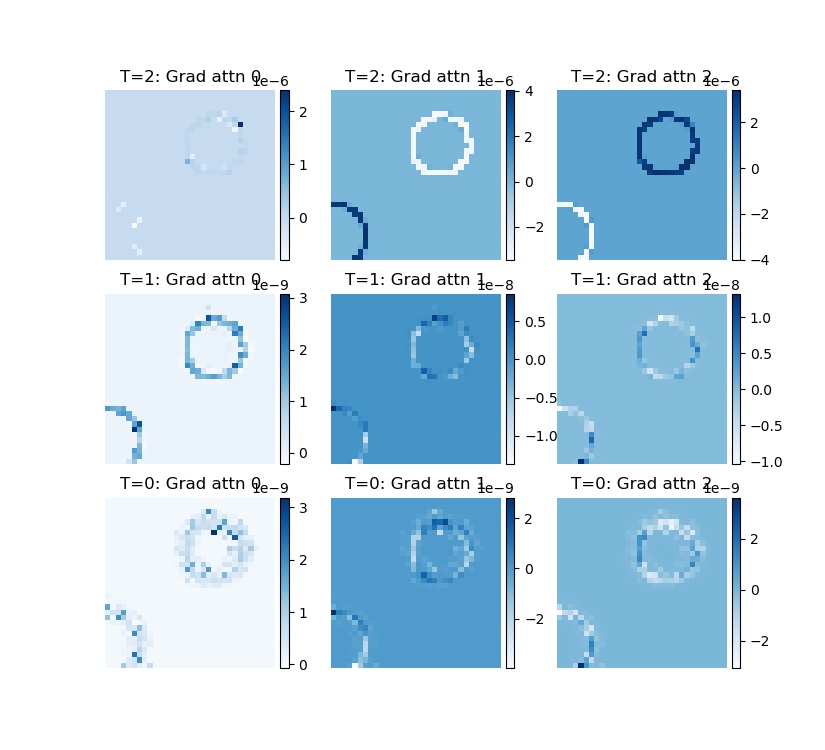 T=2: Grad attn 0
1e−6
T=2: Grad attn 1
1e−6
T=2: Grad attn 2
1e−6
2
1
0
4
2
0
−2
2
0
−2
−4
T=1: Grad attn 0
1e−9
T=1: Grad attn 1
1e−8
T=1: Grad attn 2
1e−8
3
2
1
0
0.5
0.0
−0.5
−1.0
1.0
0.5
0.0
−0.5
−1.0
T=0: Grad attn 0
1e−9
T=0: Grad attn 1
1e−9
T=0: Grad attn 2
1e−9
3
2
1
0
2
0
−2
2
0
−2